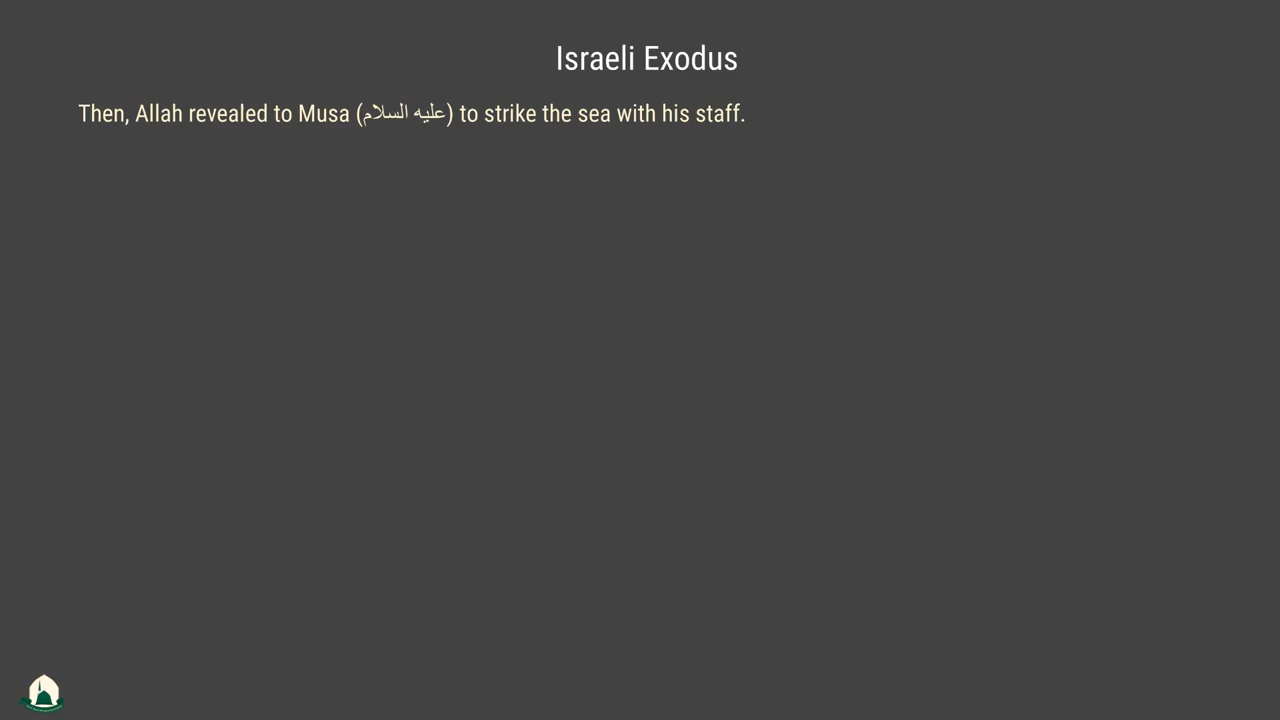 Israeli Exodus
Then, Allah revealed to Musa (عليه السلام) to strike the sea with his staff.